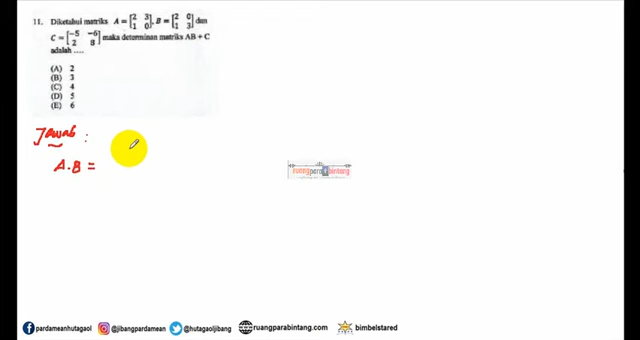 11. Diketahui matriks A = [2 3 1 0], B = [2 0 1 3] dan
C = [-5 -6 2 8] maka determinan matriks AB + C
adalah ....
(A) 2
(B) 3
(C) 4
(D) 5
(E) 6
Jawab :
A.B =
ruangparabintang
pardameanhutagaol @jibangpardamean @hutagaoljibang ruangparabintang.com bimbelstared